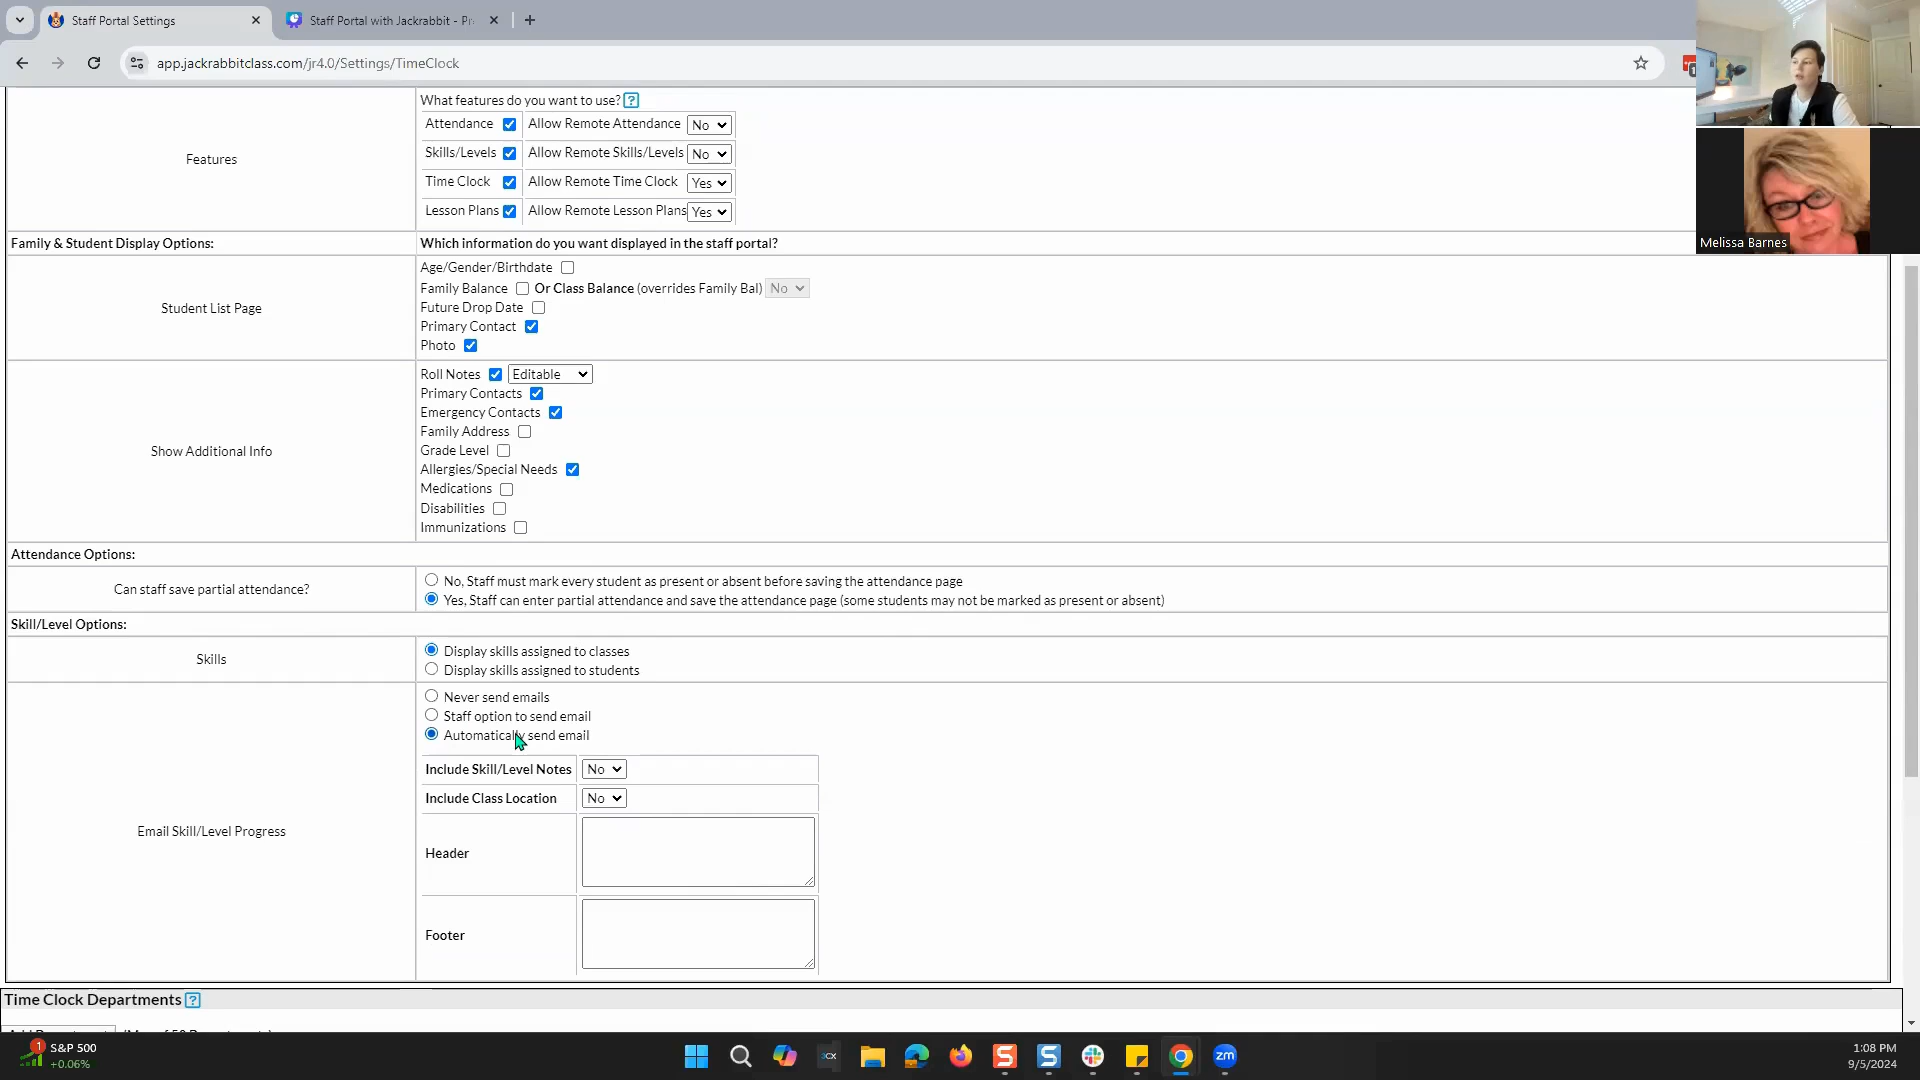 Staff Portal Settings
Staff Portal with Jackrabbit - Pr
app.jackrabbitclass.com/jr4.0/Settings/TimeClock
What features do you want to use? ?
Features
Attendance Allow Remote Attendance No
Skills/Levels Allow Remote Skills/Levels No
Time Clock Allow Remote Time Clock Yes
Lesson Plans Allow Remote Lesson Plans Yes
Melissa Barnes
Family & Student Display Options: Which information do you want displayed in the staff portal?
Student List Page
Age/Gender/Birthdate
Family Balance Or Class Balance (overrides Family Bal) No
Future Drop Date
Primary Contact
Photo
Show Additional Info
Roll Notes Editable
Primary Contacts
Emergency Contacts
Family Address
Grade Level
Allergies/Special Needs
Medications
Disabilities
Immunizations
Attendance Options:
Can staff save partial attendance?
No, Staff must mark every student as present or absent before saving the attendance page
Yes, Staff can enter partial attendance and save the attendance page (some students may not be marked as present or absent)
Skill/Level Options:
Skills
Display skills assigned to classes
Display skills assigned to students
Email Skill/Level Progress
Never send emails
Staff option to send email
Automatically send email
Include Skill/Level Notes No
Include Class Location No
Header
Footer
Time Clock Departments ?
1
S&P 500
+0.06%
3CX
zm
1:08 PM
9/5/2024